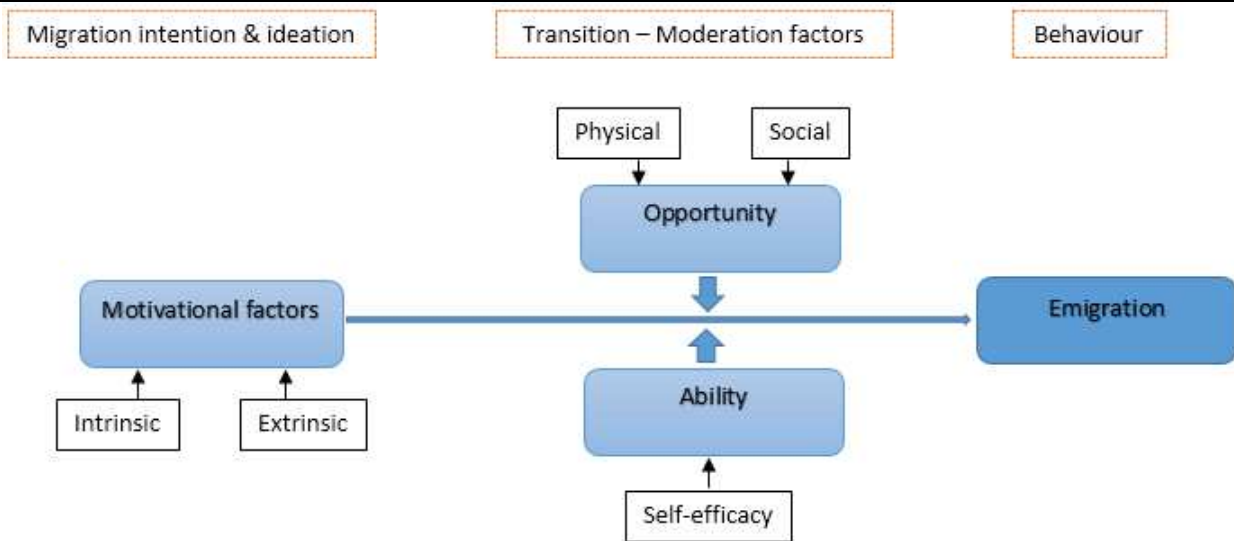 Migration intention & ideation
Transition – Moderation factors
Behaviour
Physical
Social
Opportunity
Motivational factors
Emigration
Intrinsic
Extrinsic
Ability
Self-efficacy